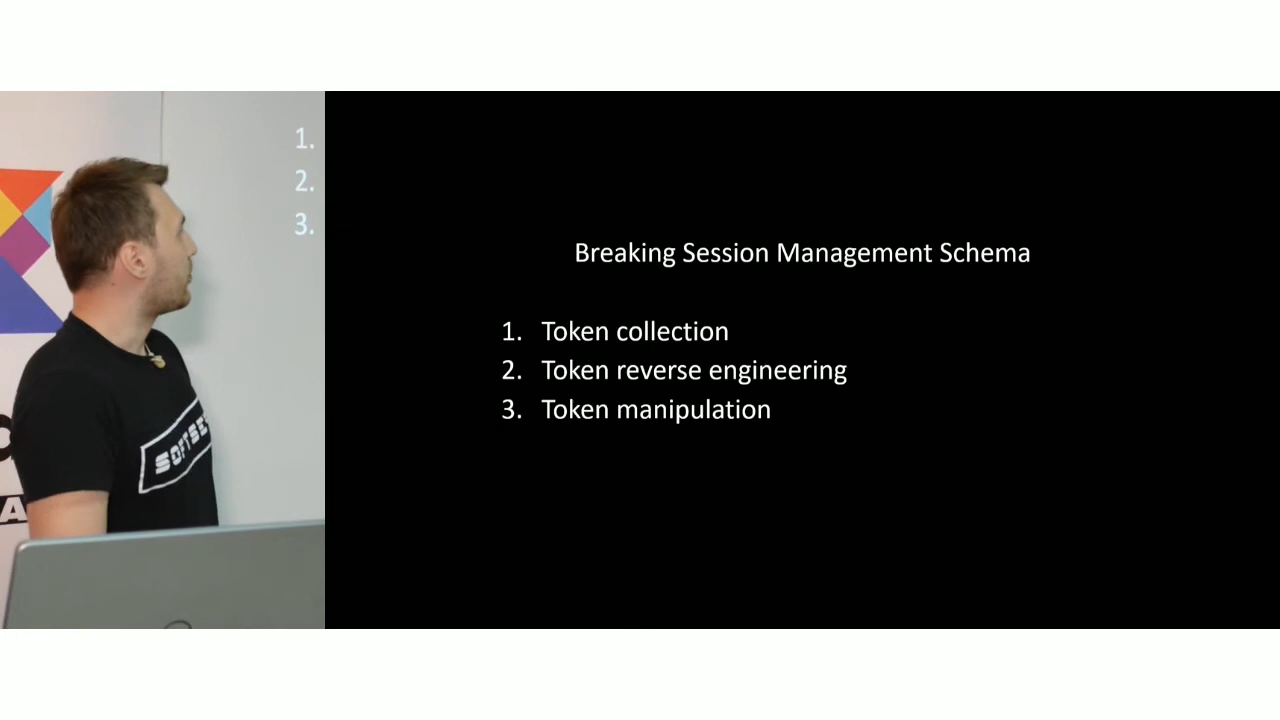 1.
2.
3.
Breaking Session Management Schema
1. Token collection
2. Token reverse engineering
3. Token manipulation